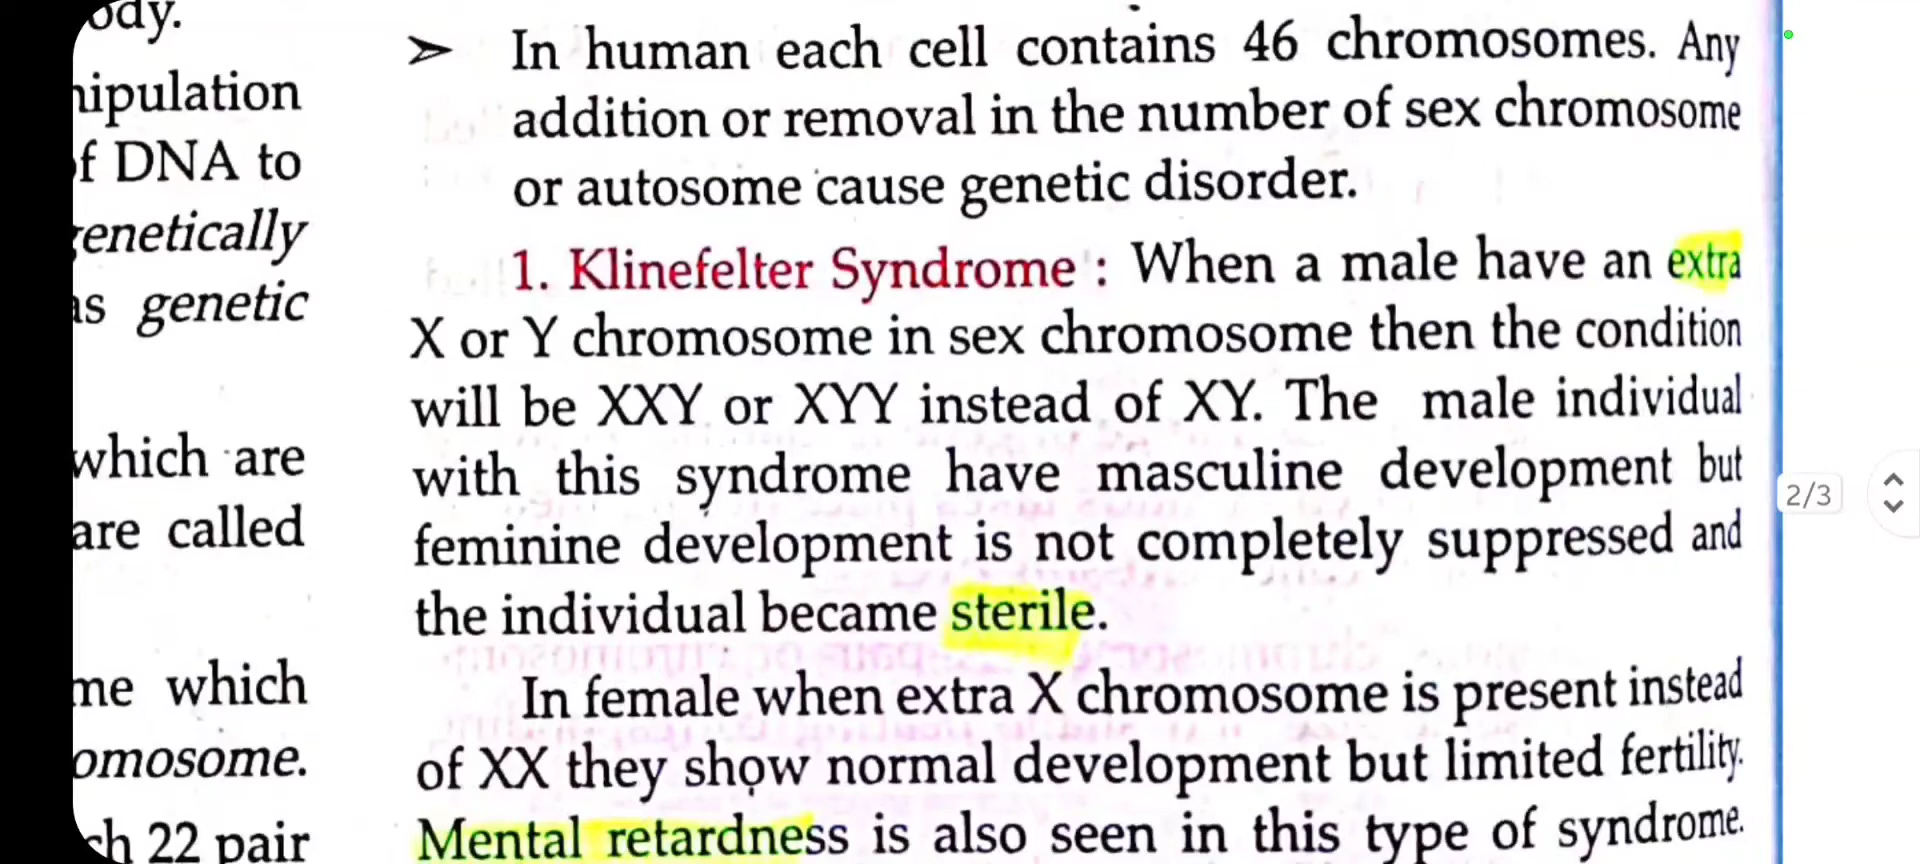 ody.
nipulation
f DNA to
genetically
as genetic
which are
are called
me which
omosome.
ch 22 pair
➢ In human each cell contains 46 chromosomes. Any
addition or removal in the number of sex chromosome
or autosome cause genetic disorder.
1. Klinefelter Syndrome : When a male have an extra
X or Y chromosome in sex chromosome then the condition
will be XXY or XYY instead of XY. The male individual
with this syndrome have masculine development but
feminine development is not completely suppressed and
the individual became sterile.
In female when extra X chromosome is present instead
of XX they show normal development but limited fertility.
Mental retardness is also seen in this type of syndrome.
2/3